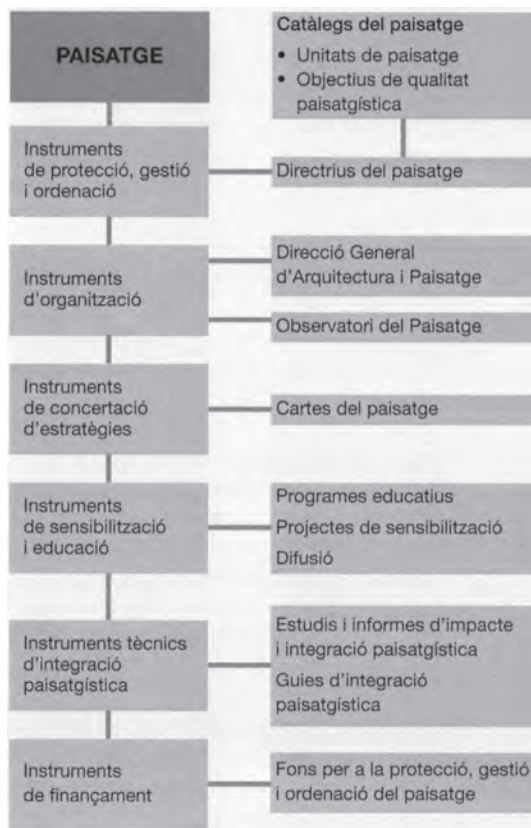 PAISATGE
Catàlegs del paisatge
• Unitats de paisatge
• Objectius de qualitat
paisatgística
Instruments
de protecció, gestió
i ordenació
Directrius del paisatge
Instruments
d'organització
Direcció General
d'Arquitectura i Paisatge
Observatori del Paisatge
Instruments
de concertació
d'estratègies
Cartes del paisatge
Instruments
de sensibilització
i educació
Programes educatius
Projectes de sensibilització
Difusió
Instruments tècnics
d'integració
paisatgística
Estudis i informes d'impacte
i integració paisatgística
Guies d'integració
paisatgística
Instruments
de finançament
Fons per a la protecció, gestió
i ordenació del paisatge